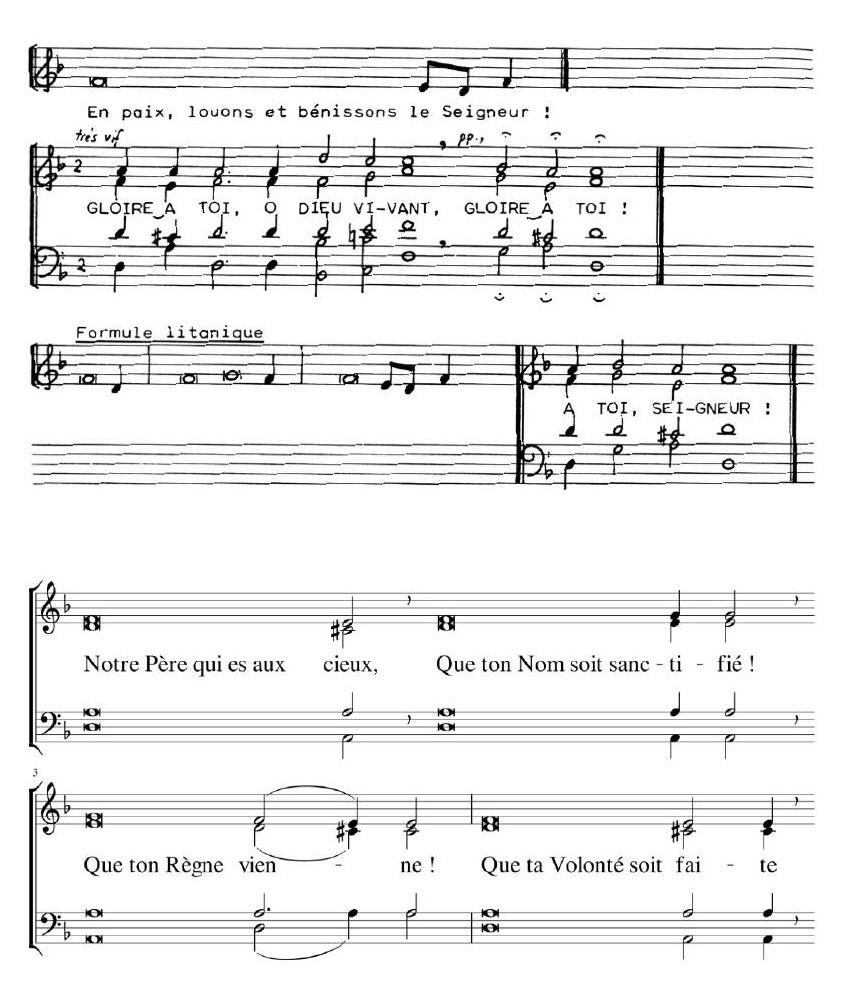 En paix, louons et bénissons le Seigneur !
très vif
pp.,
2
GLOIRE‿A TOI, O DIEU VI-VANT, GLOIRE‿A TOI !
2
Formule litanique
A TOI, SEI-GNEUR !
Notre Père qui es aux cieux, Que ton Nom soit sanc - ti - fié !
3
Que ton Règne vien - ne ! Que ta Volonté soit fai - te